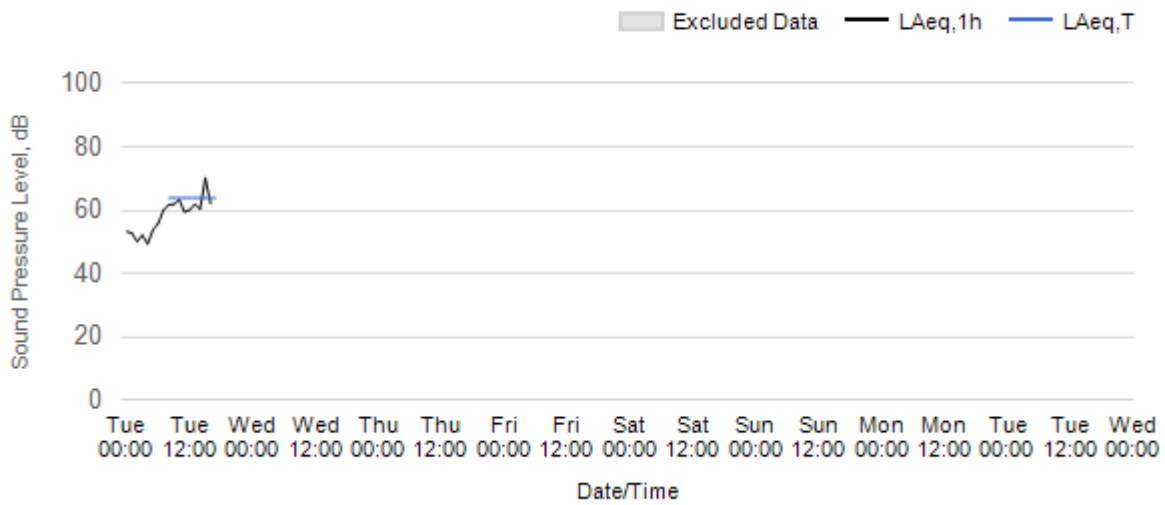 Excluded Data LAeq,1h LAeq,T
Sound Pressure Level, dB
100
80
60
40
20
0
Tue Tue Wed Wed Thu Thu Fri Fri Sat Sat Sun Sun Mon Mon Tue Tue Wed
00:00 12:00 00:00 12:00 00:00 12:00 00:00 12:00 00:00 12:00 00:00 12:00 00:00 12:00 00:00 12:00 00:00
Date/Time